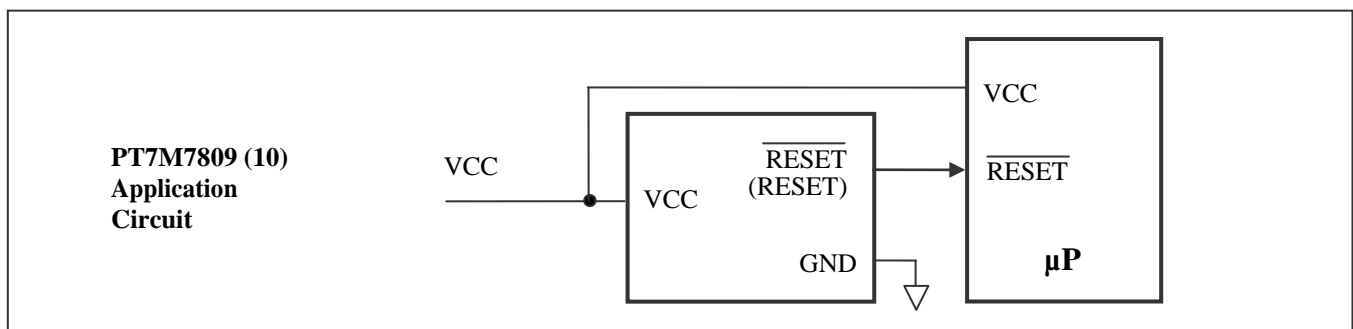 PT7M7809 (10)
Application
Circuit
VCC
VCC
RESET
(RESET)
GND
VCC
RESET
µP